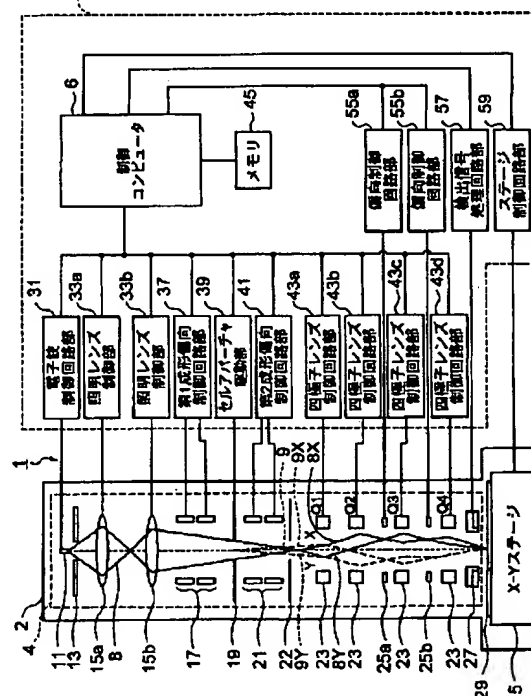 1
2
4
11
13
15a
8
15b
17
19
21
22
9Y
23
8Y
23
25a
23
25b
23
27
29
5
9
9X
8X
X
Y
Q1
Q2
Q3
Q4
X-Yステージ
31
電子銃
制御回路部
33a
照明レンズ
制御部
33b
照明レンズ
制御部
37
第1成形偏向
制御回路部
39
セルアパーチャ
駆動部
41
第2成形偏向
制御回路部
43a
四極子レンズ
制御回路部
43b
四極子レンズ
制御回路部
43c
四極子レンズ
制御回路部
43d
四極子レンズ
制御回路部
6
制御
コンピュータ
45
メモリ
55a
偏向制御
回路部
55b
偏向制御
回路部
57
検出信号
処理回路部
59
ステージ
制御回路部